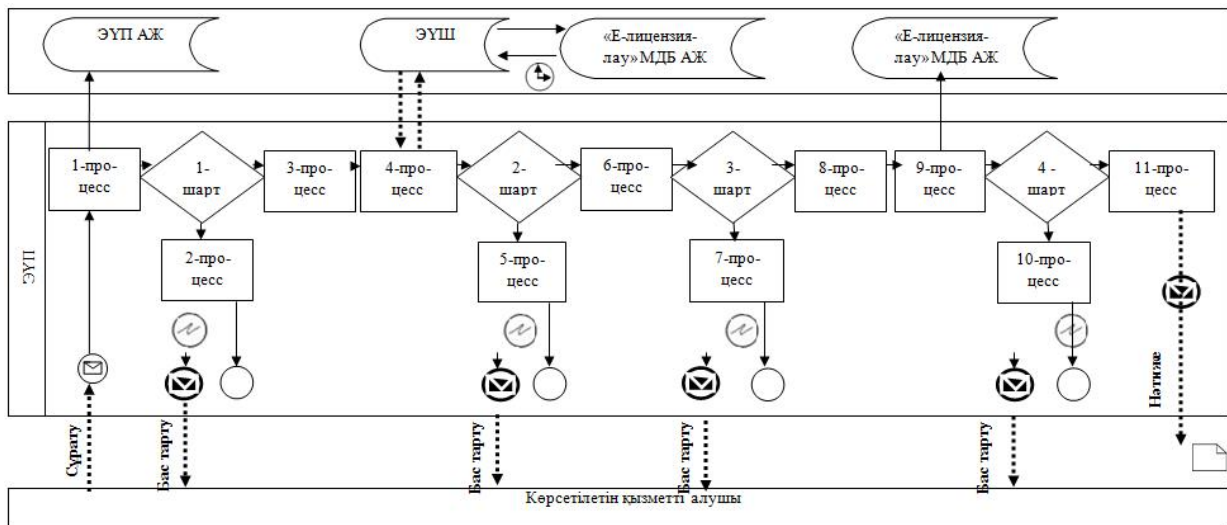 ЭҮП АЖ
ЭҮШ
«Е-лицензия-
лау» МДБ АЖ
«Е-лицензия-
лау» МДБ АЖ
ЭҮП
1-про-
цесс
1-
шарт
3-про-
цесс
4-про-
цесс
2-
шарт
6-про-
цесс
3-
шарт
8-про-
цесс
9-про-
цесс
4 -
шарт
11-про-
цесс
2-про-
цесс
5-про-
цесс
7-про-
цесс
10-про-
цесс
Сұрату
Бас тарту
Бас тарту
Бас тарту
Бас тарту
Нәтиже
Көрсетілетін қызметті алушы